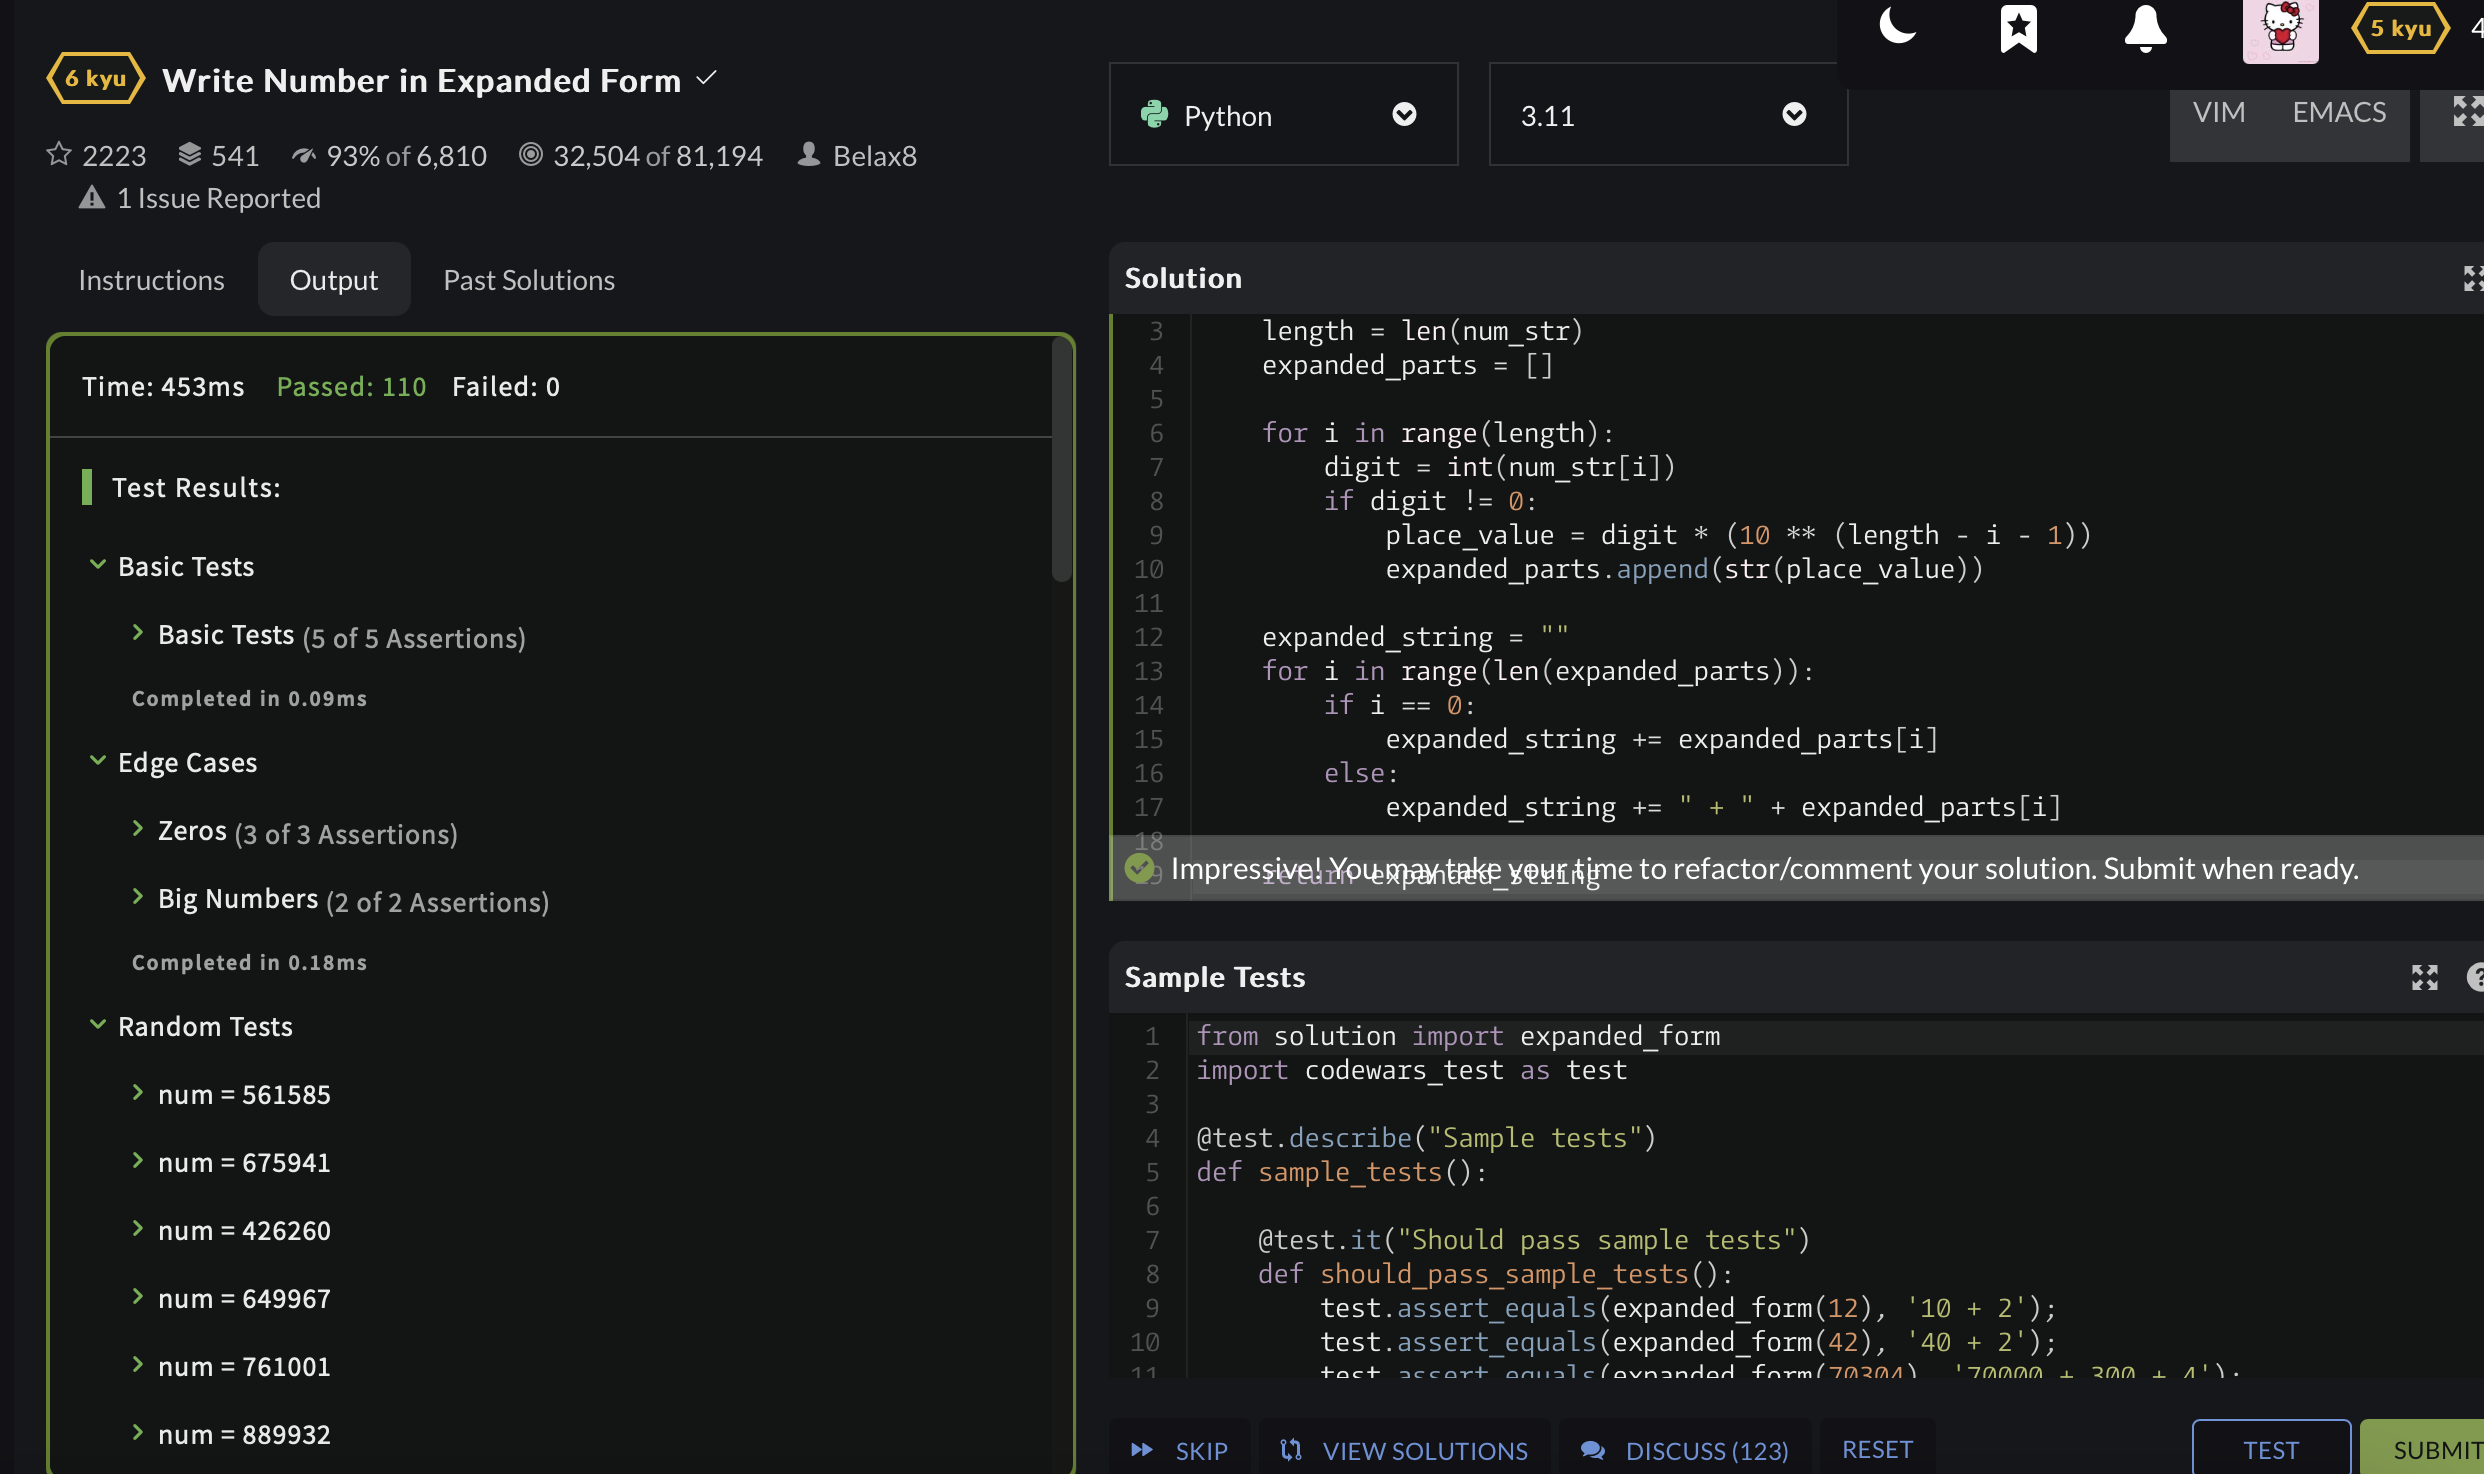 6 kyu Write Number in Expanded Form
2223 541 93% of 6,810 32,504 of 81,194 Belax8
1 Issue Reported
Instructions Output Past Solutions
Time: 453ms Passed: 110 Failed: 0
Test Results:
Basic Tests
Basic Tests (5 of 5 Assertions)
Completed in 0.09ms
Edge Cases
Zeros (3 of 3 Assertions)
Big Numbers (2 of 2 Assertions)
Completed in 0.18ms
Random Tests
num = 561585
num = 675941
num = 426260
num = 649967
num = 761001
num = 889932
5 kyu 4
Python 3.11 VIM EMACS
Solution
3 length = len(num_str)
4 expanded_parts = []
5
6 for i in range(length):
7 digit = int(num_str[i])
8 if digit != 0:
9 place_value = digit * (10 ** (length - i - 1))
10 expanded_parts.append(str(place_value))
11
12 expanded_string = ""
13 for i in range(len(expanded_parts)):
14 if i == 0:
15 expanded_string += expanded_parts[i]
16 else:
17 expanded_string += " + " + expanded_parts[i]
18
19 return expanded_string
Impressive! You may take your time to refactor/comment your solution. Submit when ready.
Sample Tests
1 from solution import expanded_form
2 import codewars_test as test
3
4 @test.describe("Sample tests")
5 def sample_tests():
6
7 @test.it("Should pass sample tests")
8 def should_pass_sample_tests():
9 test.assert_equals(expanded_form(12), '10 + 2');
10 test.assert_equals(expanded_form(42), '40 + 2');
11 test.assert_equals(expanded_form(70304), '70000 + 300 + 4');
SKIP VIEW SOLUTIONS DISCUSS (123) RESET TEST SUBMIT